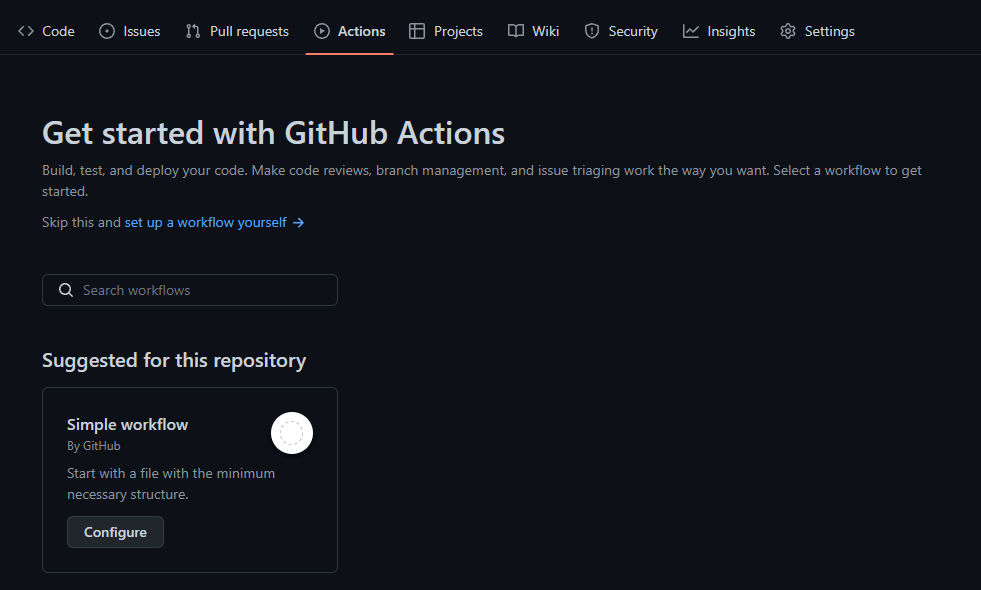 Code Issues Pull requests Actions Projects Wiki Security Insights Settings
Get started with GitHub Actions
Build, test, and deploy your code. Make code reviews, branch management, and issue triaging work the way you want. Select a workflow to get
started.
Skip this and set up a workflow yourself →
Search workflows
Suggested for this repository
Simple workflow
By GitHub
Start with a file with the minimum
necessary structure.
Configure